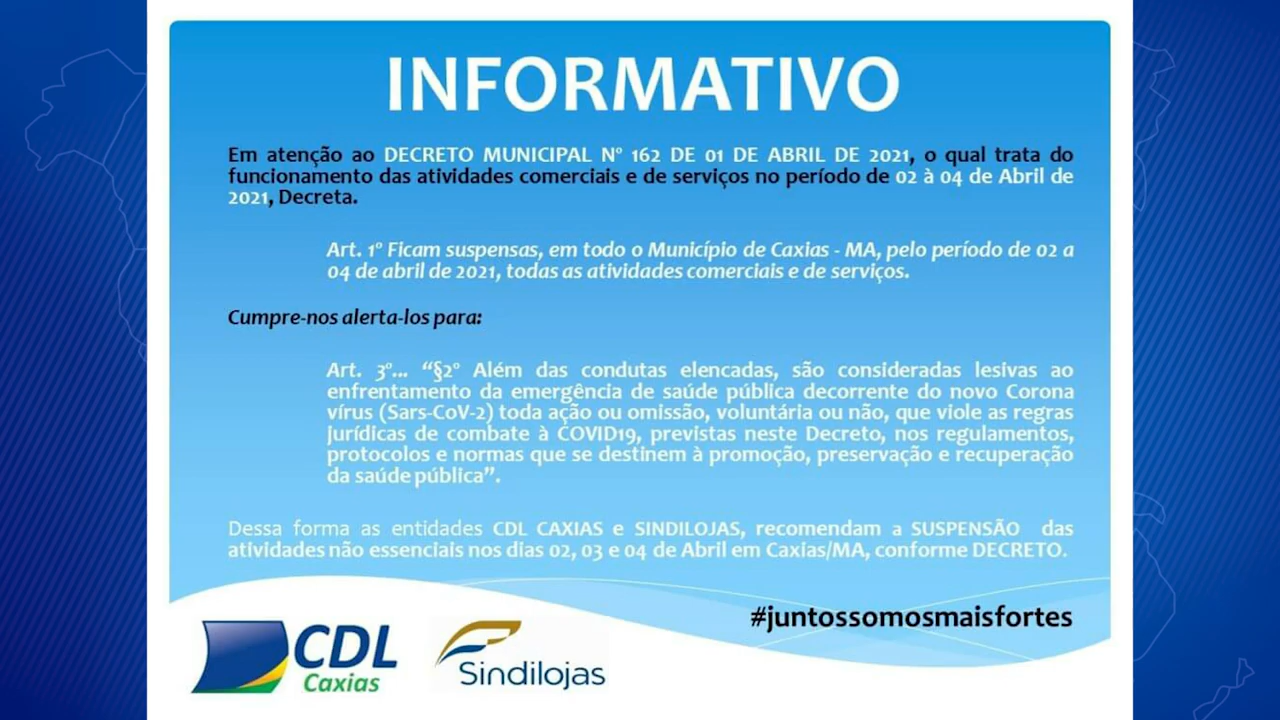 INFORMATIVO
Em atenção ao DECRETO MUNICIPAL Nº 162 DE 01 DE ABRIL DE 2021, o qual trata do
funcionamento das atividades comerciais e de serviços no período de 02 à 04 de Abril de
2021, Decreta.
Art. 1º Ficam suspensas, em todo o Município de Caxias - MA, pelo período de 02 a
04 de abril de 2021, todas as atividades comerciais e de serviços.
Cumpre-nos alerta-los para:
Art. 3º... “§2º Além das condutas elencadas, são consideradas lesivas ao
enfrentamento da emergência de saúde pública decorrente do novo Corona
vírus (Sars-CoV-2) toda ação ou omissão, voluntária ou não, que viole as regras
jurídicas de combate à COVID19, previstas neste Decreto, nos regulamentos,
protocolos e normas que se destinem à promoção, preservação e recuperação
da saúde pública”.
Dessa forma as entidades CDL CAXIAS e SINDILOJAS, recomendam a SUSPENSÃO das
atividades não essenciais nos dias 02, 03 e 04 de Abril em Caxias/MA, conforme DECRETO.
#juntossomosmaisfortes
CDL
Caxias
Sindilojas